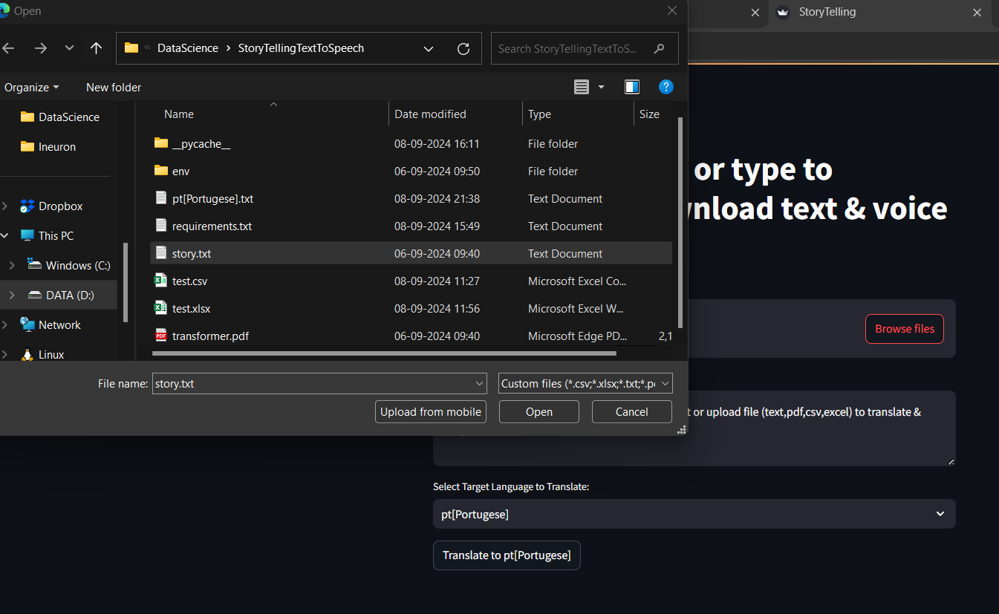 Open
StoryTelling
DataScience › StoryTellingTextToSpeech
Search StoryTellingTextToS...
Organize
New folder
Name
Date modified
Type
Size
DataScience
Ineuron
Dropbox
This PC
Windows (C:)
DATA (D:)
Network
Linux
__pycache__ 08-09-2024 16:11 File folder
env 06-09-2024 09:50 File folder
pt[Portugese].txt 08-09-2024 21:38 Text Document
requirements.txt 08-09-2024 15:49 Text Document
story.txt 06-09-2024 09:40 Text Document
test.csv 08-09-2024 11:27 Microsoft Excel Co...
test.xlsx 08-09-2024 11:56 Microsoft Excel W...
PDF
transformer.pdf 06-09-2024 09:40 Microsoft Edge PD... 2,1
File name: story.txt
Custom files (*.csv;*.xlsx;*.txt;*.p
Upload from mobile
Open
Cancel
or type to
nload text & voice
Browse files
t or upload file (text,pdf,csv,excel) to translate &
Select Target Language to Translate:
pt[Portugese]
Translate to pt[Portugese]